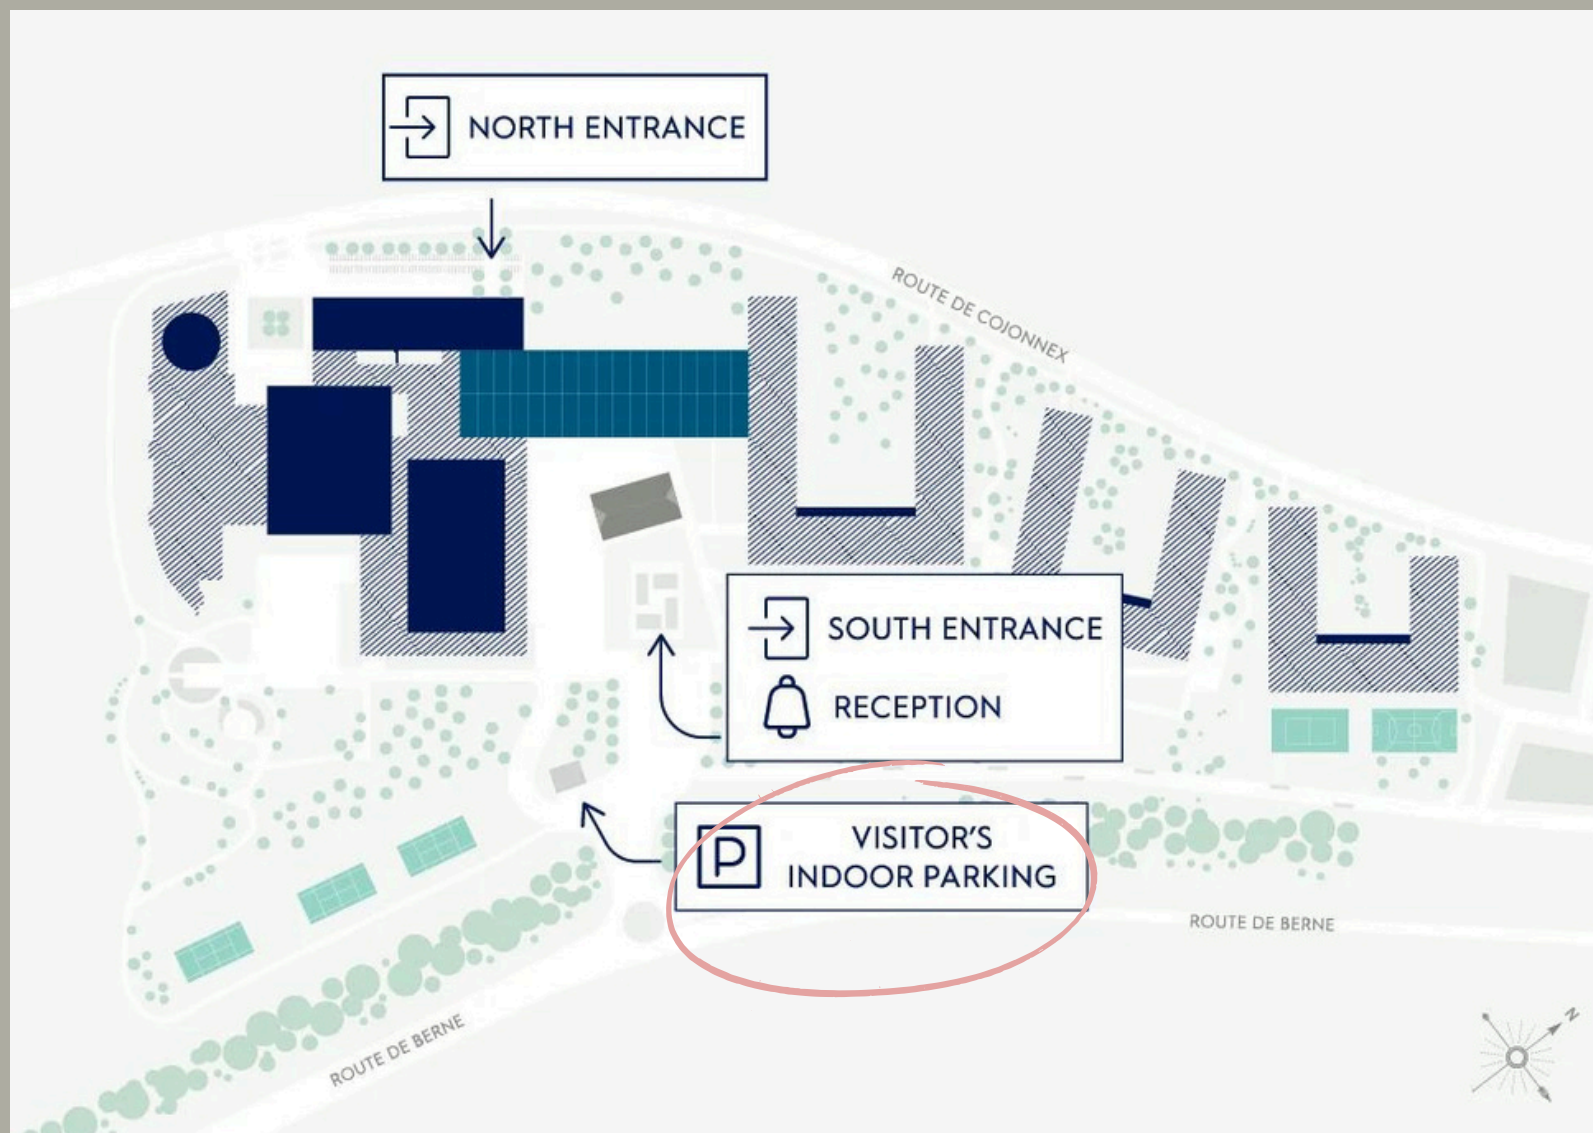 NORTH ENTRANCE
ROUTE DE COJONNEX
SOUTH ENTRANCE
RECEPTION
P
VISITOR'S
INDOOR PARKING
ROUTE DE BERNE
ROUTE DE BERNE
N